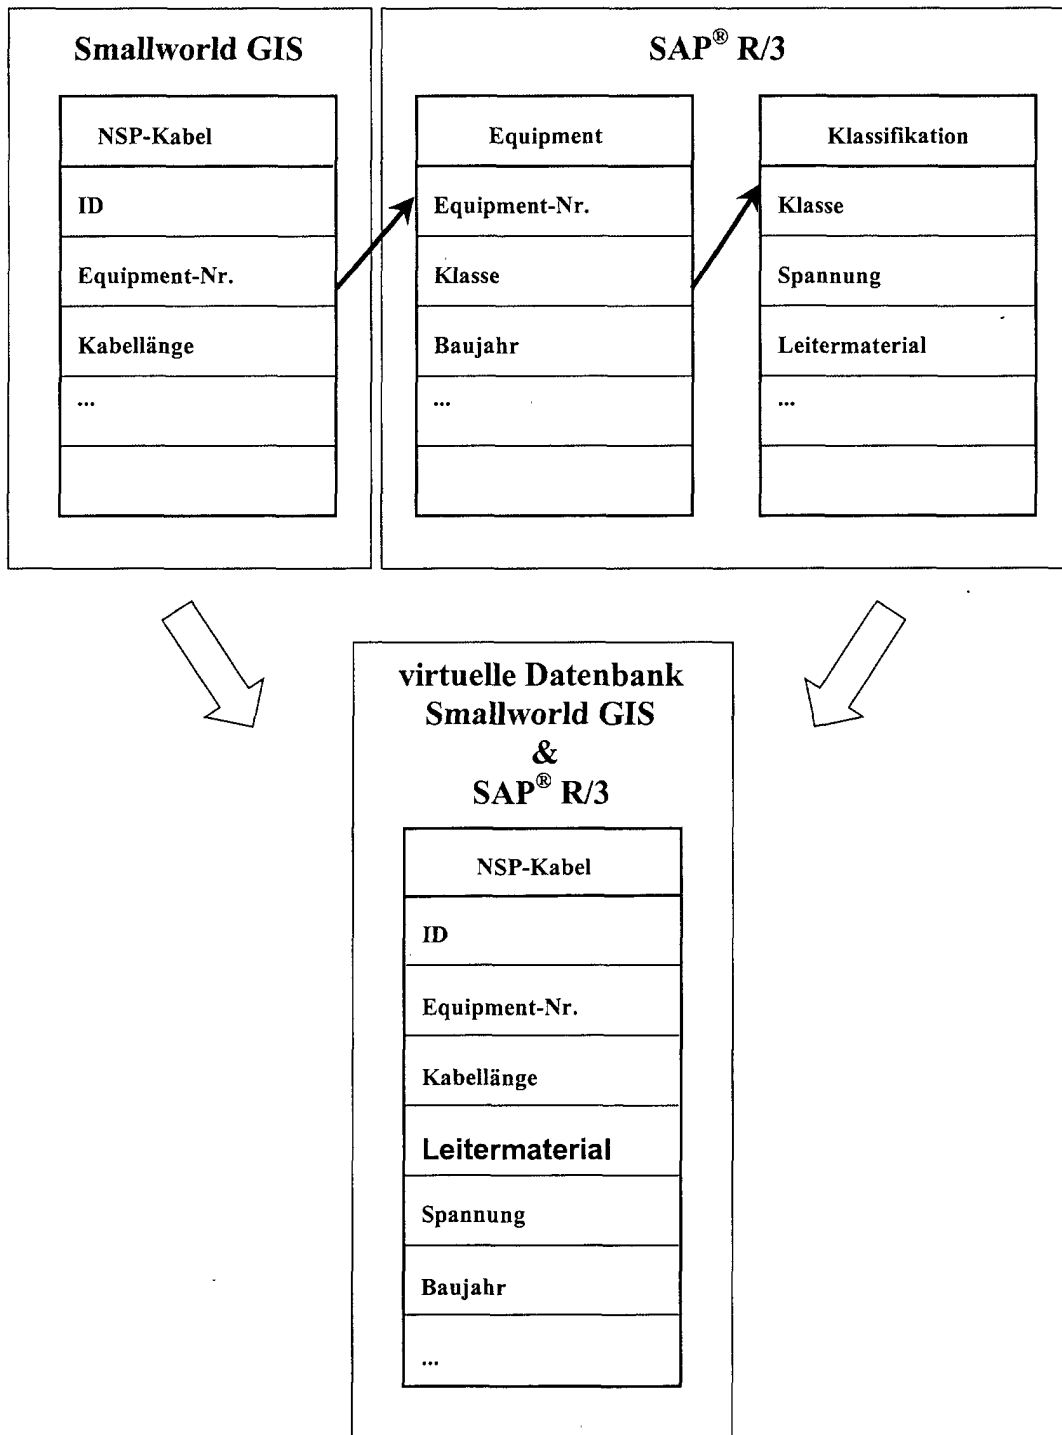 Smallworld GIS
NSP-Kabel
ID
Equipment-Nr.
Kabellänge
...
SAP® R/3
Equipment
Equipment-Nr.
Klasse
Baujahr
...
Klassifikation
Klasse
Spannung
Leitermaterial
...
virtuelle Datenbank
Smallworld GIS
&
SAP® R/3
NSP-Kabel
ID
Equipment-Nr.
Kabellänge
Leitermaterial
Spannung
Baujahr
...